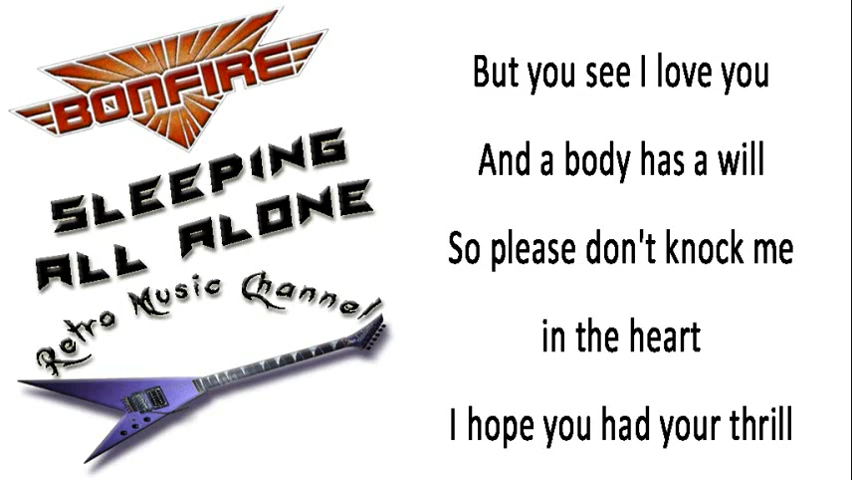 BONFIRE
SLEEPING
ALL ALONE
Retro Music Channel
But you see I love you
And a body has a will
So please don't knock me
in the heart
I hope you had your thrill